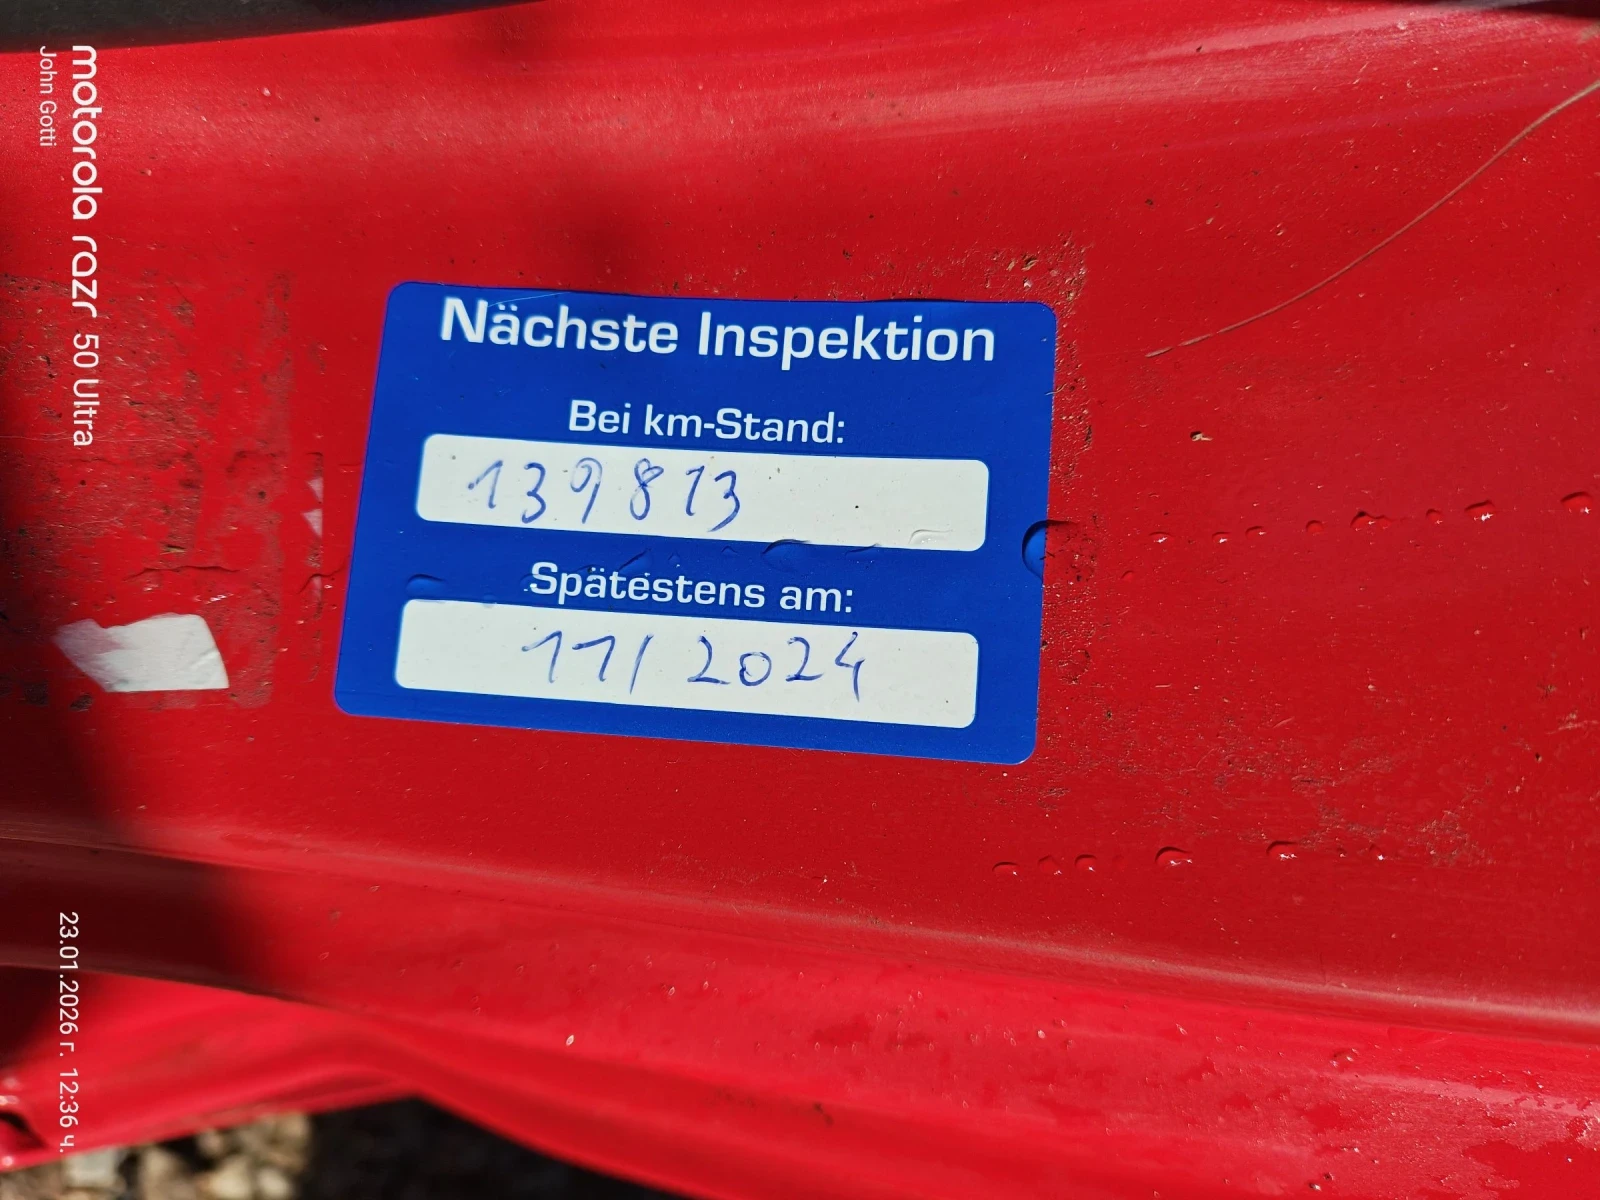 Nächste Inspektion
Bei km-Stand:
139813
Spätestens am:
11/2024
motorola razr 50 Ultra
John Gotti
23.01.2026 г. 12:36 ч.